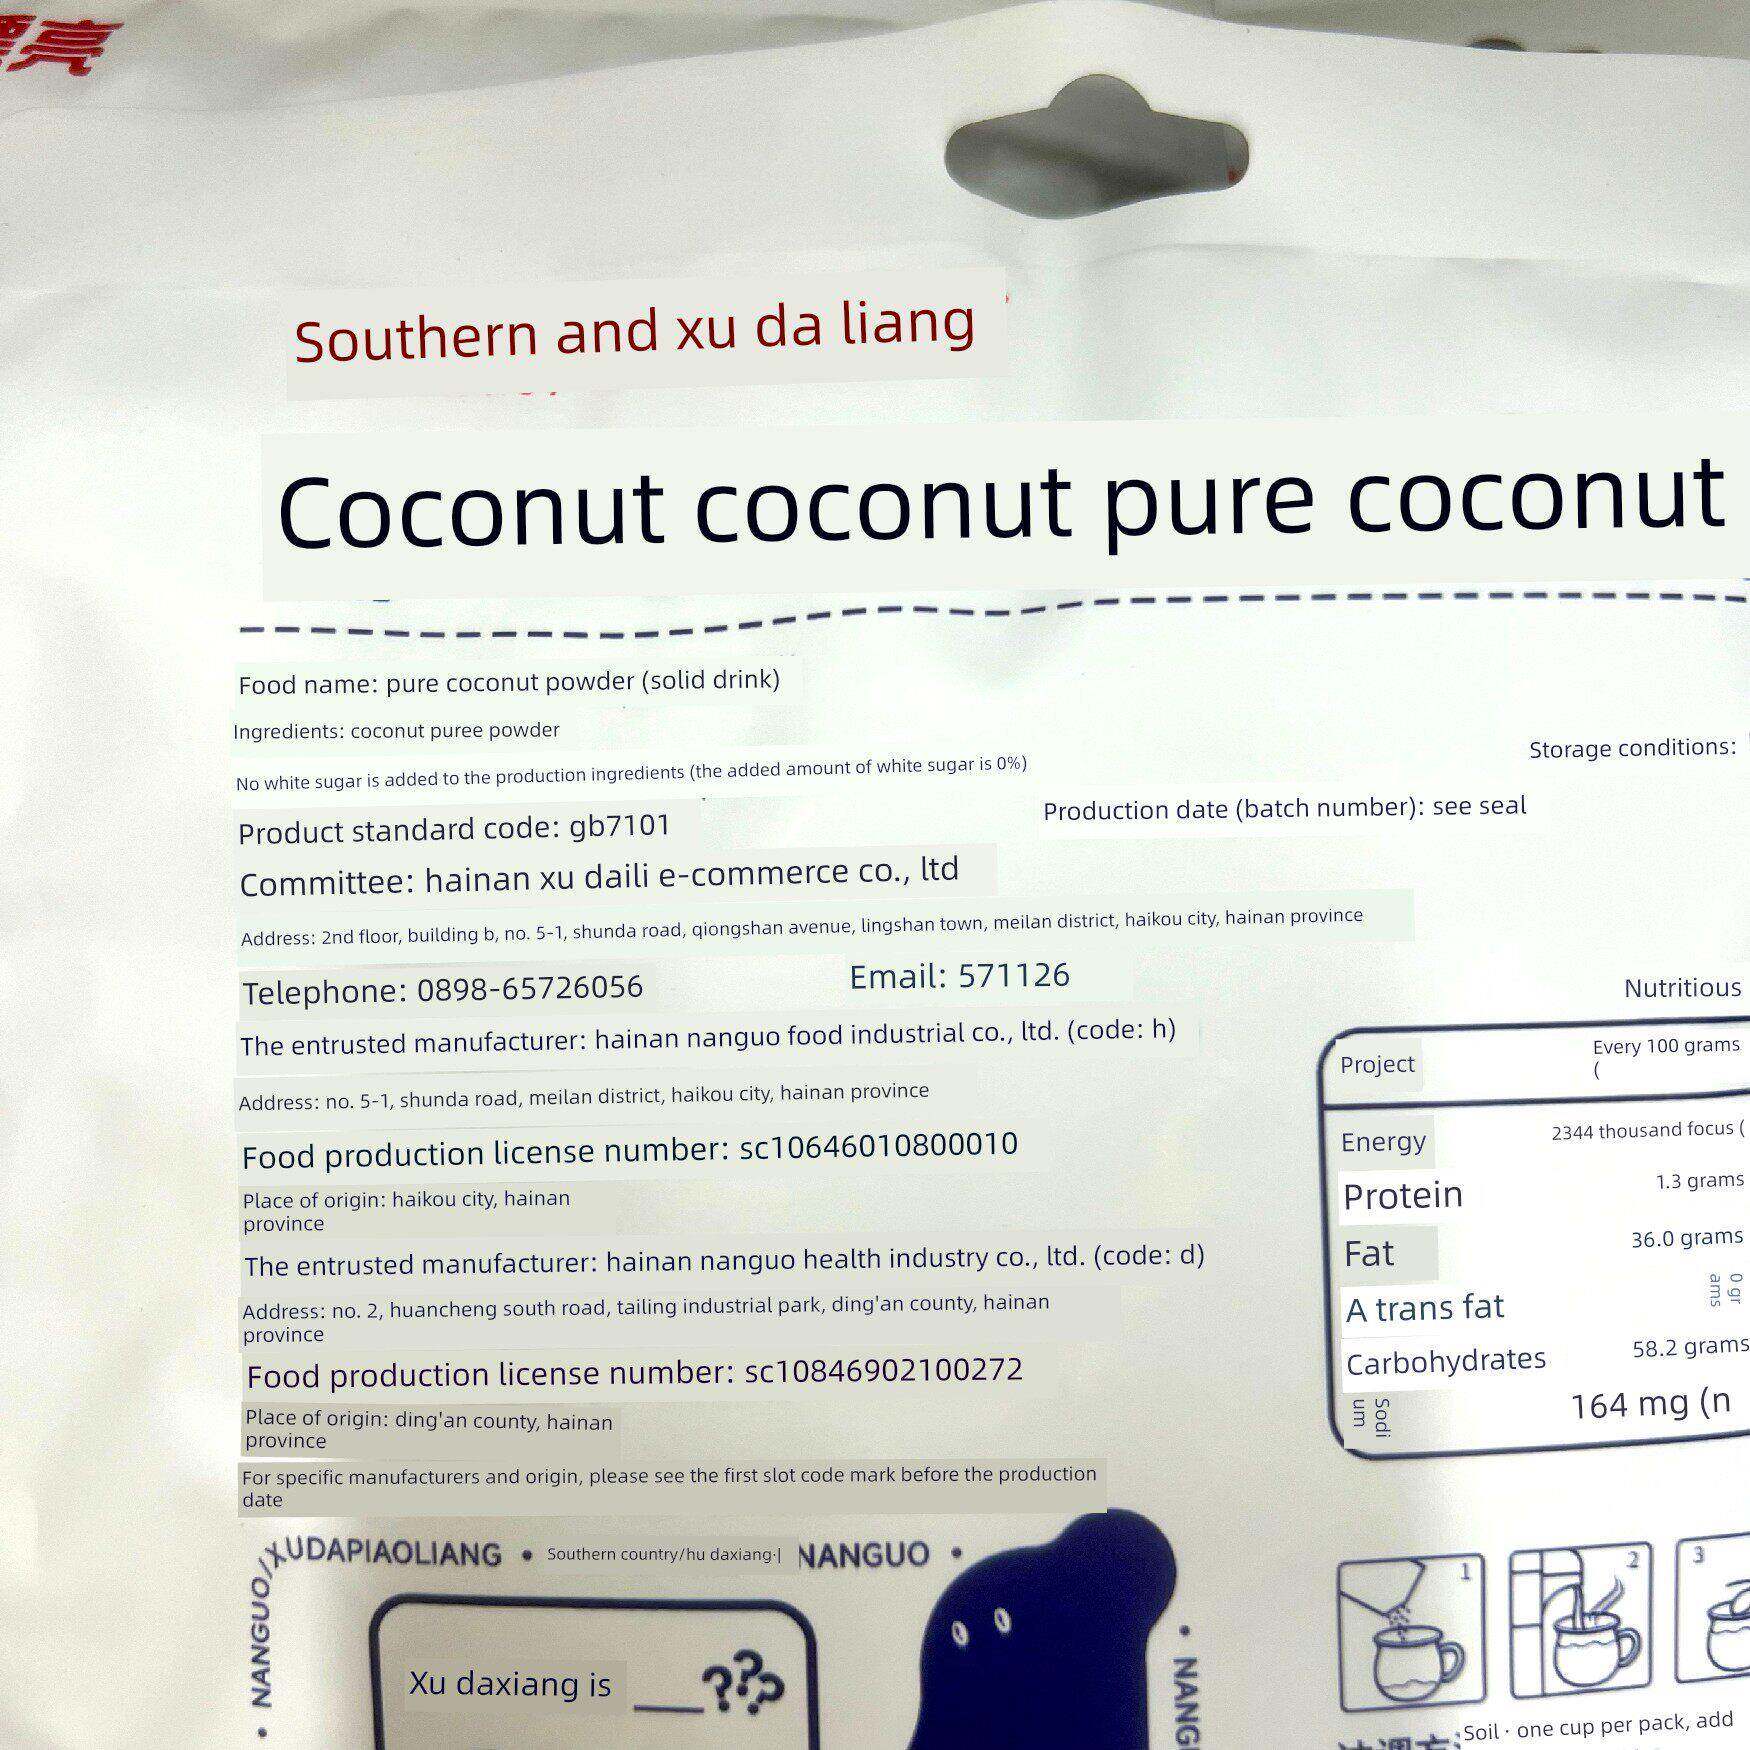 亮
Southern and xu da liang
Coconut coconut pure coconut
Food name: pure coconut powder (solid drink)
Ingredients: coconut puree powder
No white sugar is added to the production ingredients (the added amount of white sugar is 0%)
Storage conditions:
Product standard code: gb7101
Production date (batch number): see seal
Committee: hainan xu daili e-commerce co., ltd
Address: 2nd floor, building b, no. 5-1, shunda road, qiongshan avenue, lingshan town, meilan district, haikou city, hainan province
Telephone: 0898-65726056
Email: 571126
The entrusted manufacturer: hainan nanguo food industrial co., ltd. (code: h)
Address: no. 5-1, shunda road, meilan district, haikou city, hainan province
Food production license number: sc10646010800010
Place of origin: haikou city, hainan
province
The entrusted manufacturer: hainan nanguo health industry co., ltd. (code: d)
Address: no. 2, huancheng south road, tailing industrial park, ding'an county, hainan
province
Food production license number: sc10846902100272
Place of origin: ding'an county, hainan
province
For specific manufacturers and origin, please see the first slot code mark before the production
date
Nutritious
Project
Every 100 grams
(
Energy
2344 thousand focus (
Protein
1.3 grams
Fat
36.0 grams
A trans fat
0 gr
ams
Carbohydrates
58.2 grams
Sodi
um
164 mg (n
• NANGUO/XUDAPIAOLIANG • Southern country/hu daxiang·| NANGUO •
• NANG
Xu daxiang is ___???
1
2
3
Soil · one cup per pack, add